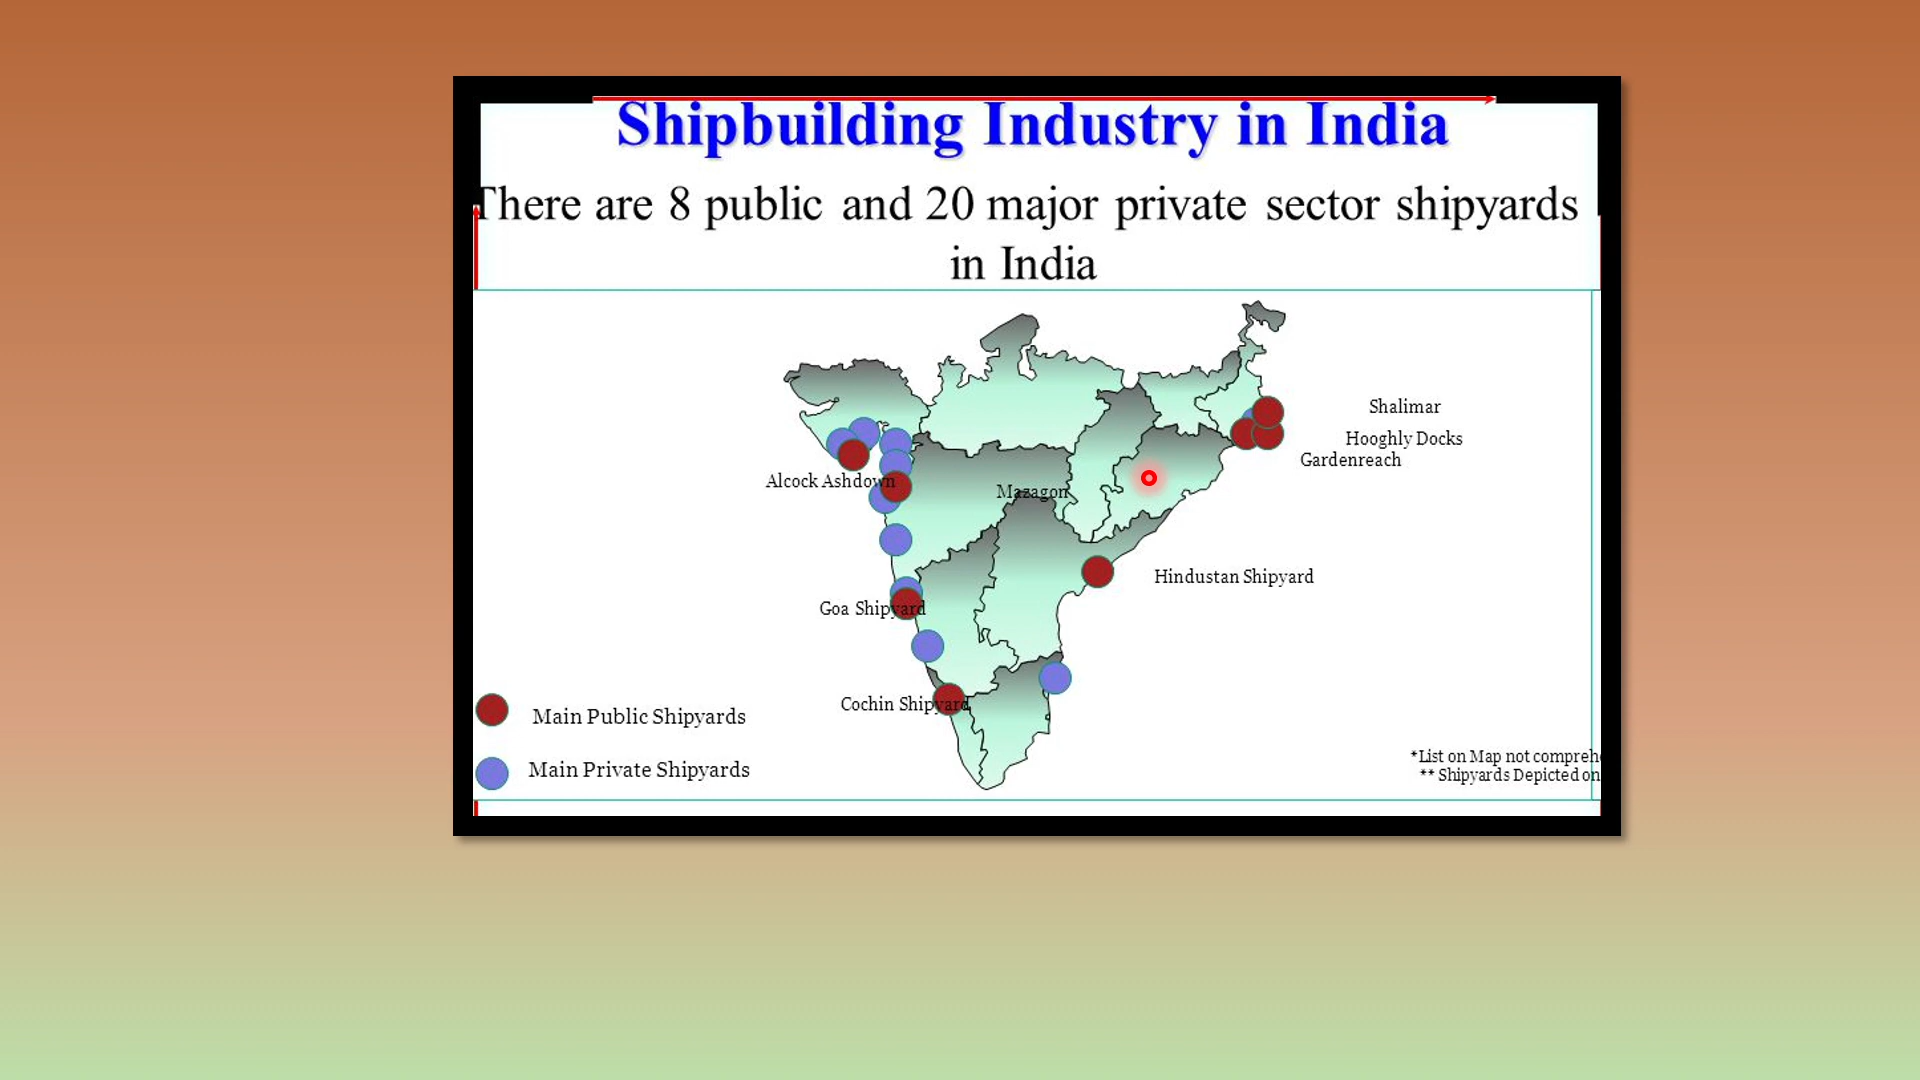 Shipbuilding Industry in India
There are 8 public and 20 major private sector shipyards
in India
Shalimar
Hooghly Docks
Gardenreach
Alcock Ashdown
Mazagon
Hindustan Shipyard
Goa Shipyard
Cochin Shipyard
Main Public Shipyards
Main Private Shipyards
*List on Map not
** Shipyards Depicted on